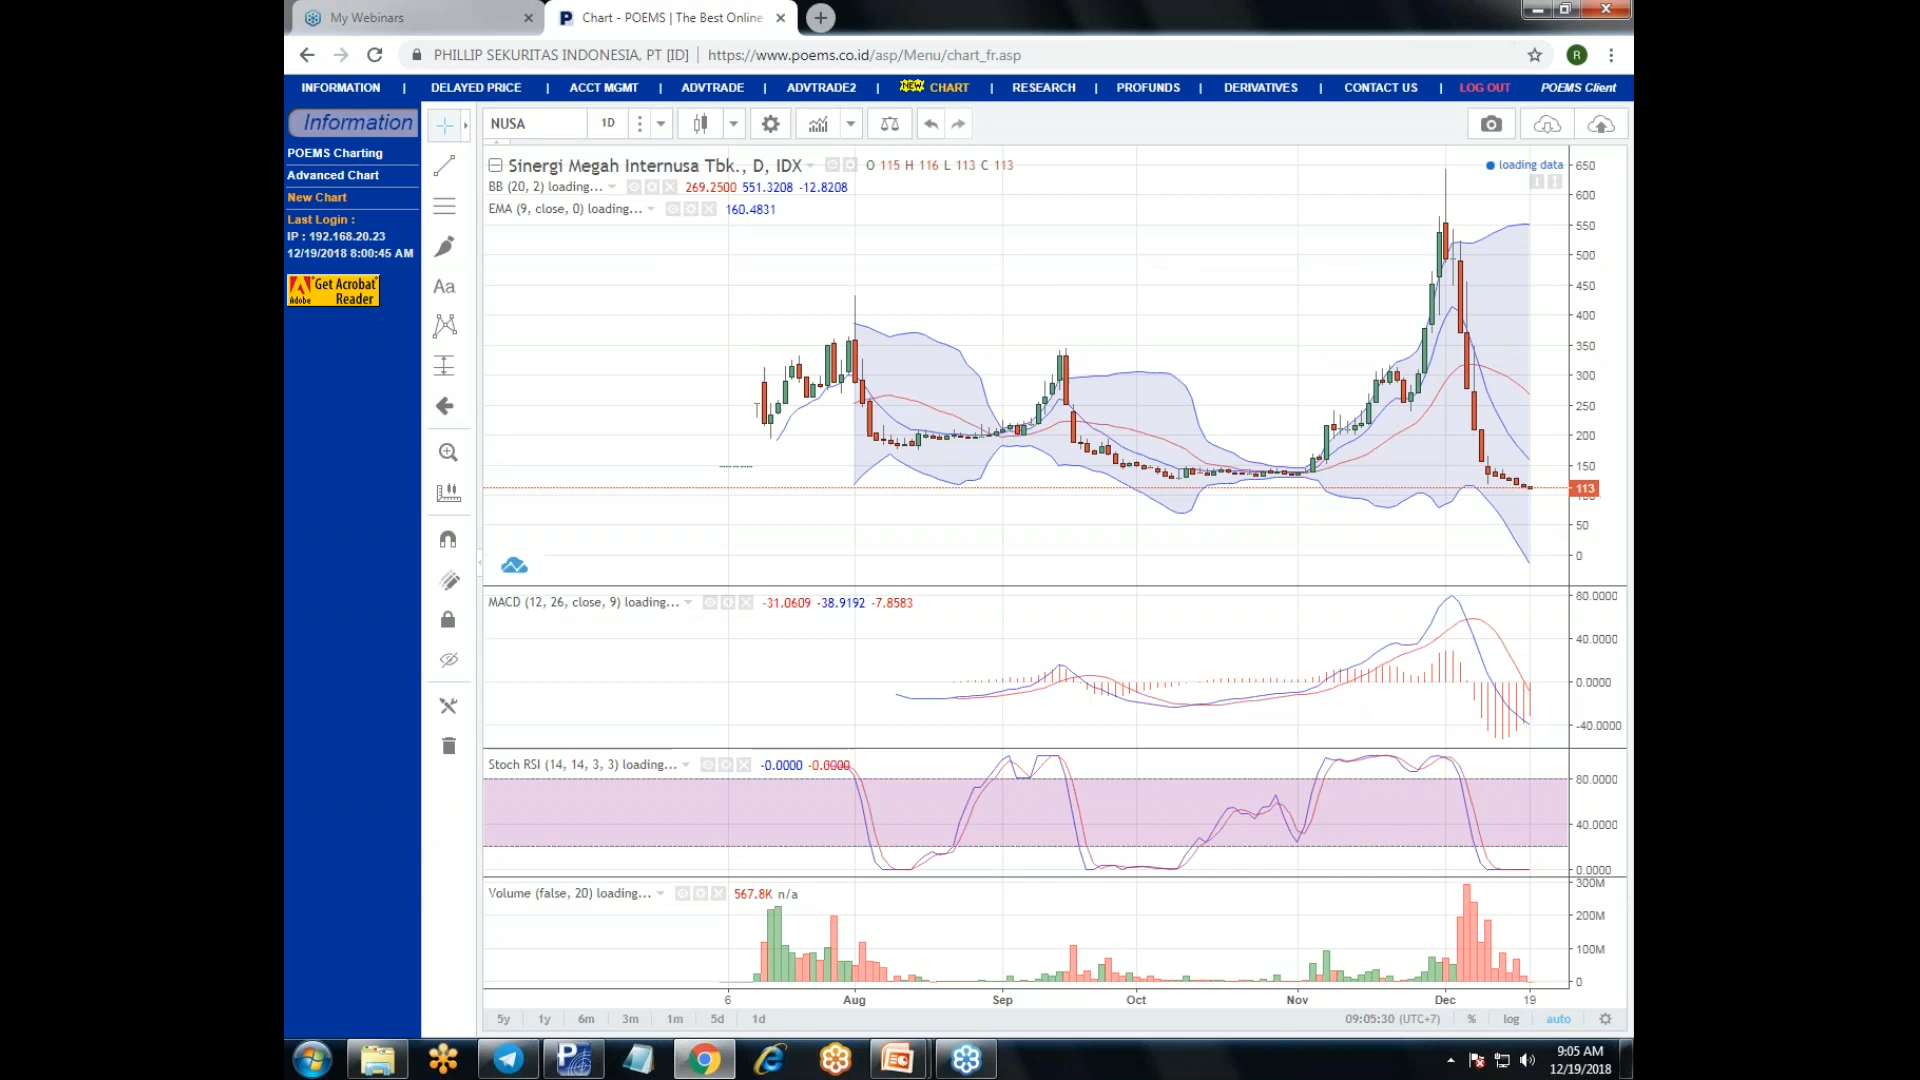 My Webinars
Chart - POEMS | The Best Online
PHILLIP SEKURITAS INDONESIA, PT [ID] | https://www.poems.co.id/asp/Menu/chart_fr.asp
R
INFORMATION | DELAYED PRICE | ACCT MGMT | ADVTRADE | ADVTRADE2 | NEW CHART | RESEARCH | PROFUNDS | DERIVATIVES | CONTACT US | LOG OUT POEMS Client
Information
POEMS Charting
Advanced Chart
New Chart
Last Login :
IP : 192.168.20.23
12/19/2018 8:00:45 AM
Get Acrobat
Adobe Reader
Aa
NUSA 1D
Sinergi Megah Internusa Tbk., D, IDX O 115 H 116 L 113 C 113
loading data
BB (20, 2) loading... 269.2500 551.3208 -12.8208
EMA (9, close, 0) loading... 160.4831
650
600
550
500
450
400
350
300
250
200
150
113
50
0
MACD (12, 26, close, 9) loading... -31.0609 -38.9192 -7.8583
80.0000
40.0000
0.0000
-40.0000
Stoch RSI (14, 14, 3, 3) loading... -0.0000 -0.0000
80.0000
40.0000
0.0000
Volume (false, 20) loading... 567.8K n/a
300M
200M
100M
0
6 Aug Sep Oct Nov Dec 19
5y 1y 6m 3m 1m 5d 1d
09:05:30 (UTC+7) % log auto
9:05 AM
12/19/2018